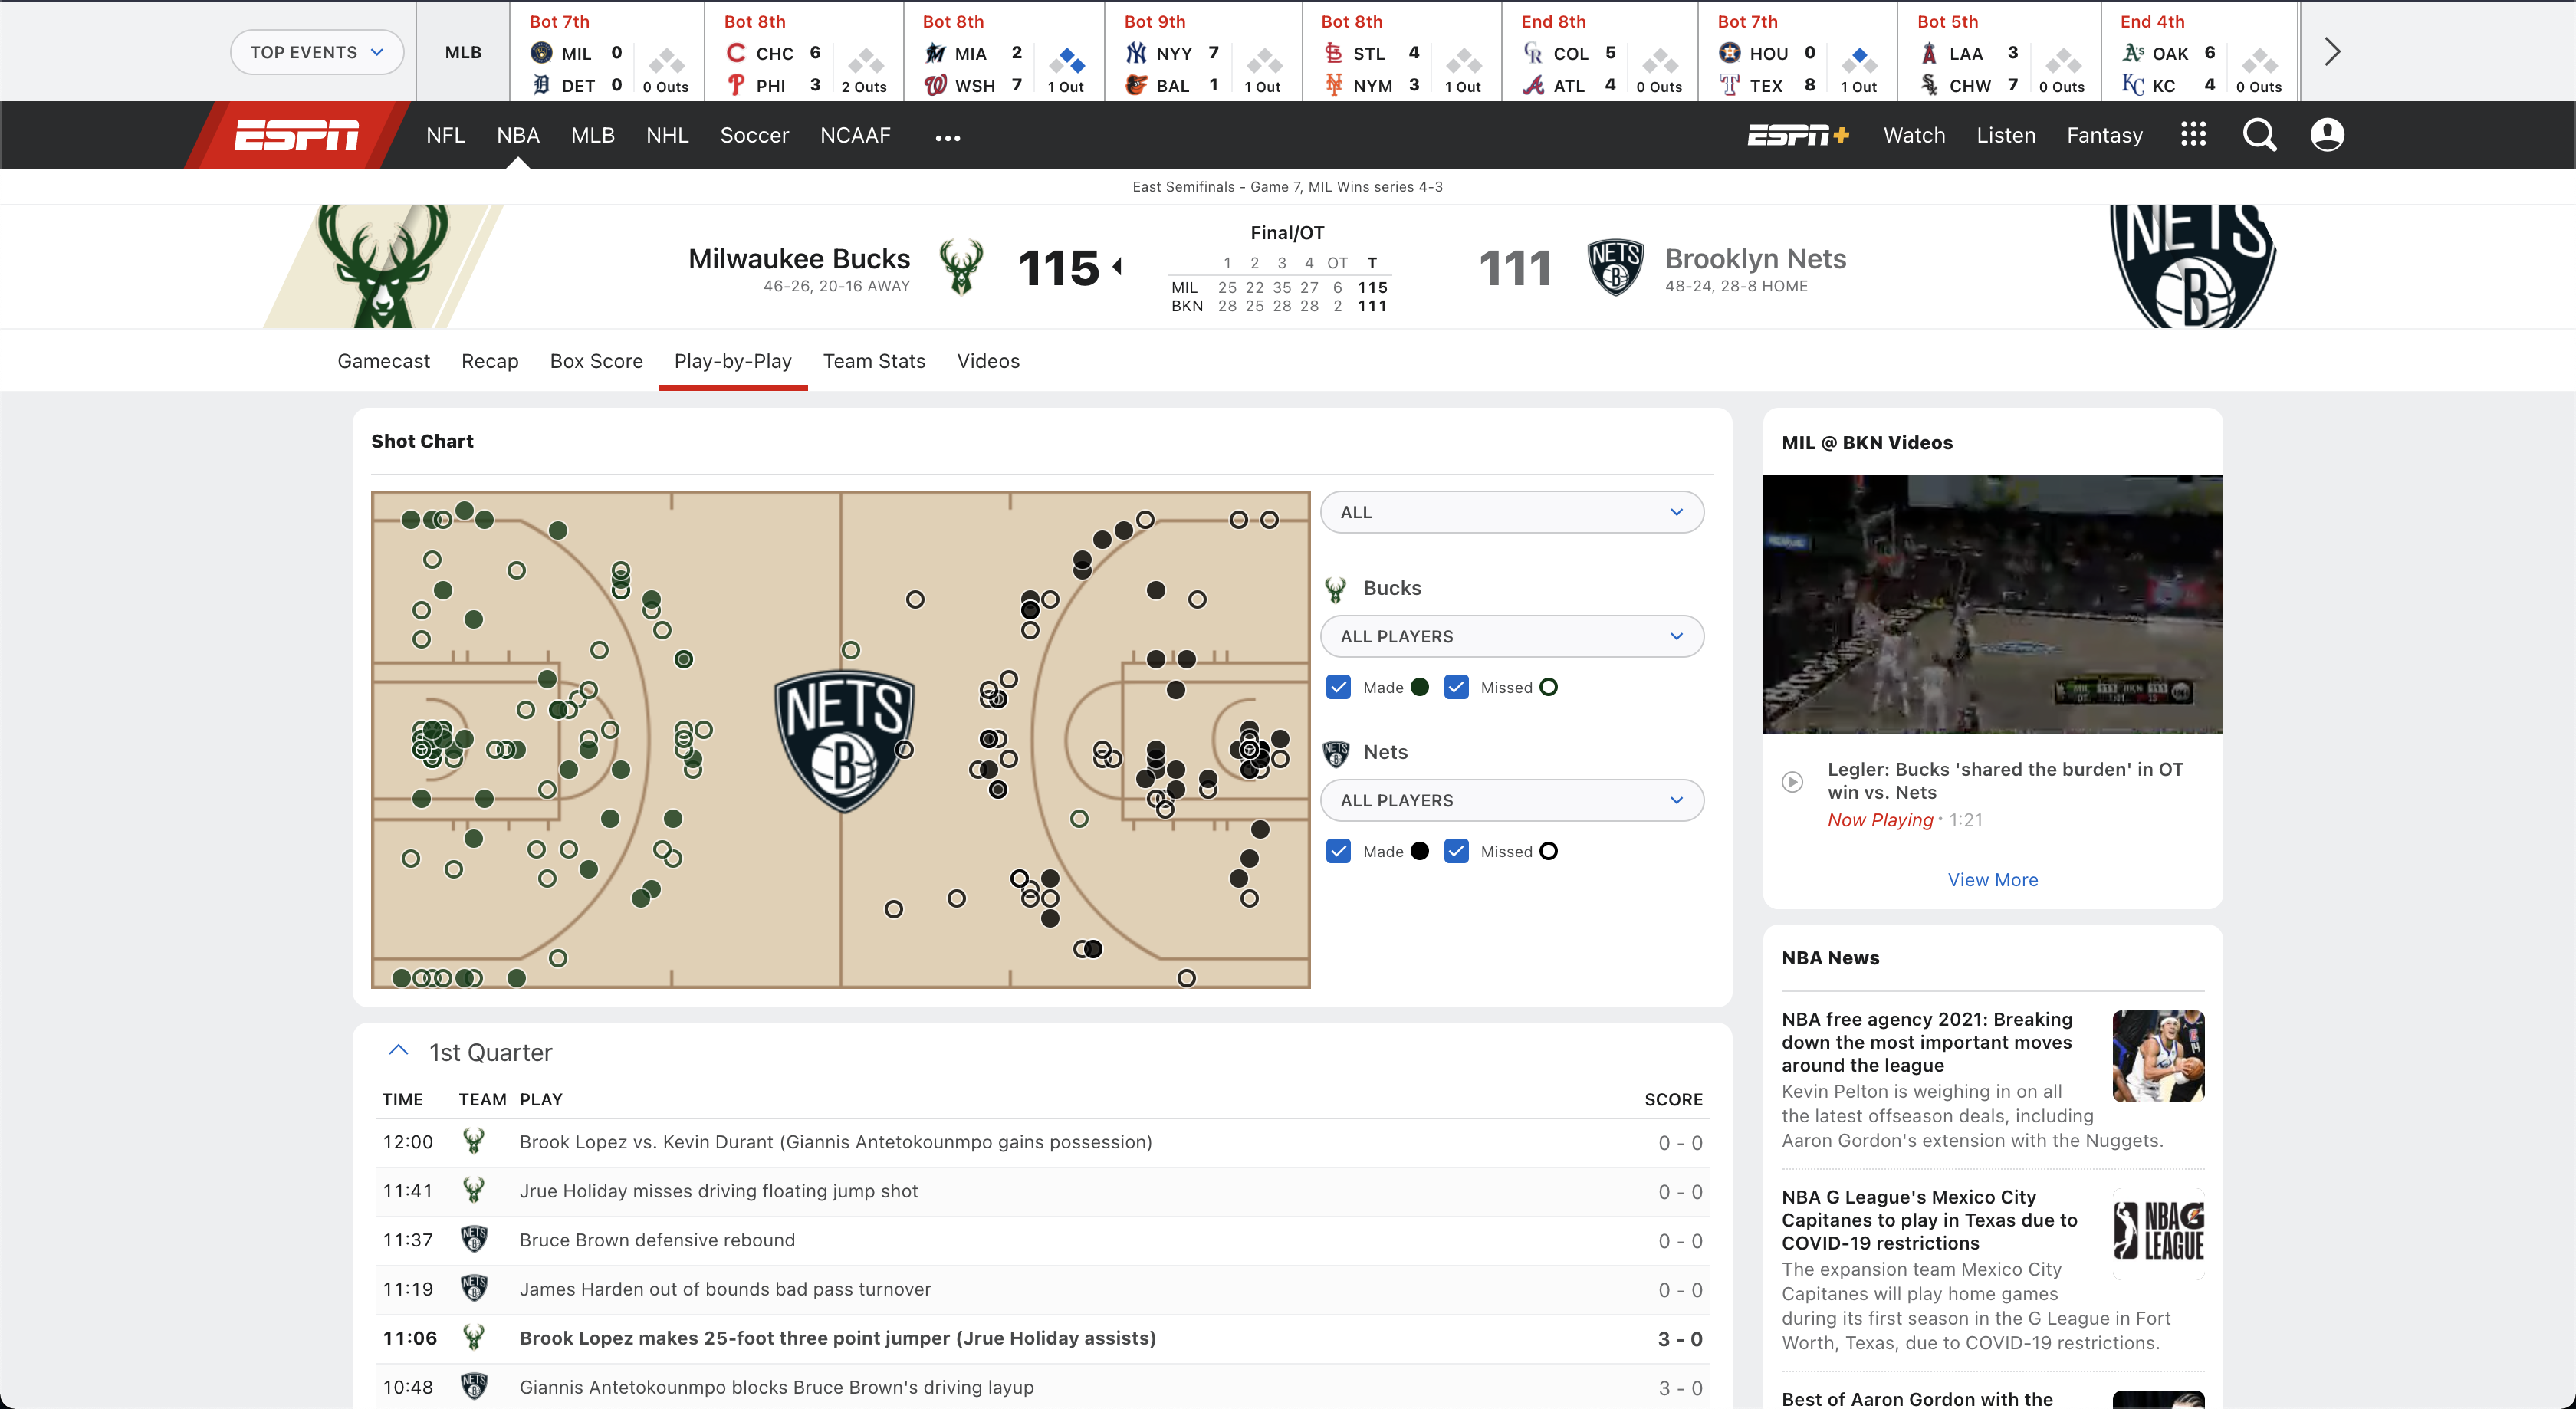 TOP EVENTS
MLB
Bot 7th
MIL 0
DET 0 0 Outs
Bot 8th
CHC 6
PHI 3 2 Outs
Bot 8th
MIA 2
WSH 7 1 Out
Bot 9th
NYY 7
BAL 1 1 Out
Bot 8th
STL 4
NYM 3 1 Out
End 8th
COL 5
ATL 4 0 Outs
Bot 7th
HOU 0
TEX 8 1 Out
Bot 5th
LAA 3
CHW 7 0 Outs
End 4th
OAK 6
KC 4 0 Outs
ESPN NFL NBA MLB NHL Soccer NCAAF ... ESPN+ Watch Listen Fantasy
East Semifinals - Game 7, MIL Wins series 4-3
Milwaukee Bucks
46-26, 20-16 AWAY
115
Final/OT
1 2 3 4 OT T
MIL 25 22 35 27 6 115
BKN 28 25 28 28 2 111
111
NETS B
Brooklyn Nets
48-24, 28-8 HOME
NETS B
Gamecast Recap Box Score Play-by-Play Team Stats Videos
Shot Chart
NETS
B
ALL
Bucks
ALL PLAYERS
Made Missed
Nets
ALL PLAYERS
Made Missed
1st Quarter
TIME TEAM PLAY SCORE
12:00 Brook Lopez vs. Kevin Durant (Giannis Antetokounmpo gains possession) 0 - 0
11:41 Jrue Holiday misses driving floating jump shot 0 - 0
11:37 Bruce Brown defensive rebound 0 - 0
11:19 James Harden out of bounds bad pass turnover 0 - 0
11:06 Brook Lopez makes 25-foot three point jumper (Jrue Holiday assists) 3 - 0
10:48 Giannis Antetokounmpo blocks Bruce Brown's driving layup 3 - 0
MIL @ BKN Videos
Legler: Bucks 'shared the burden' in OT
win vs. Nets
Now Playing · 1:21
View More
NBA News
NBA free agency 2021: Breaking
down the most important moves
around the league
Kevin Pelton is weighing in on all
the latest offseason deals, including
Aaron Gordon's extension with the Nuggets.
NBA G League's Mexico City
Capitanes to play in Texas due to
COVID-19 restrictions
NBA G
LEAGUE
The expansion team Mexico City
Capitanes will play home games
during its first season in the G League in Fort
Worth, Texas, due to COVID-19 restrictions.
Best of Aaron Gordon with the